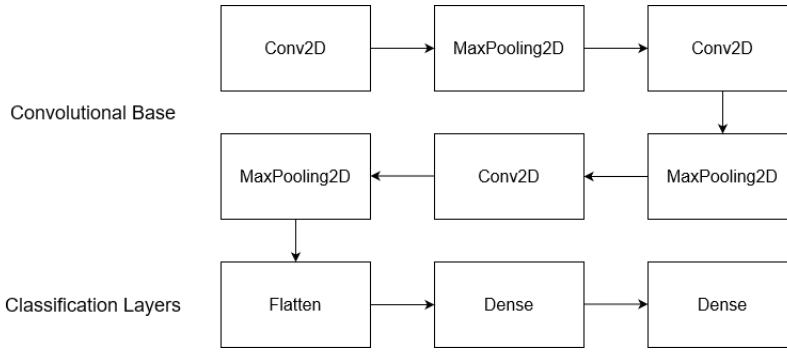 Conv2D
MaxPooling2D
Conv2D
Convolutional Base
MaxPooling2D
Conv2D
MaxPooling2D
Classification Layers
Flatten
Dense
Dense